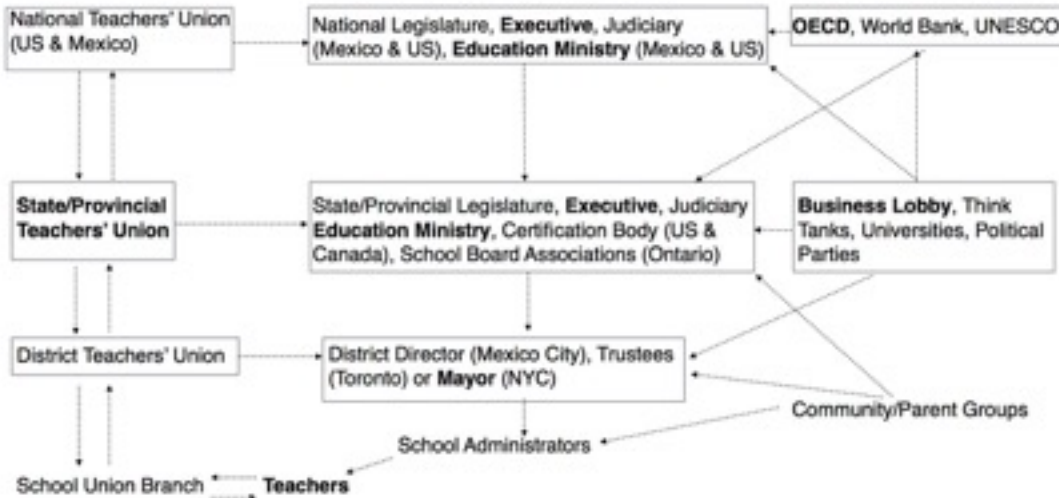 National Teachers' Union
(US & Mexico)
National Legislature, Executive, Judiciary
(Mexico & US), Education Ministry (Mexico & US)
OECD, World Bank, UNESCO
State/Provincial
Teachers' Union
State/Provincial Legislature, Executive, Judiciary
Education Ministry, Certification Body (US &
Canada), School Board Associations (Ontario)
Business Lobby, Think
Tanks, Universities, Political
Parties
District Teachers' Union
District Director (Mexico City), Trustees
(Toronto) or Mayor (NYC)
Community/Parent Groups
School Administrators
School Union Branch
Teachers